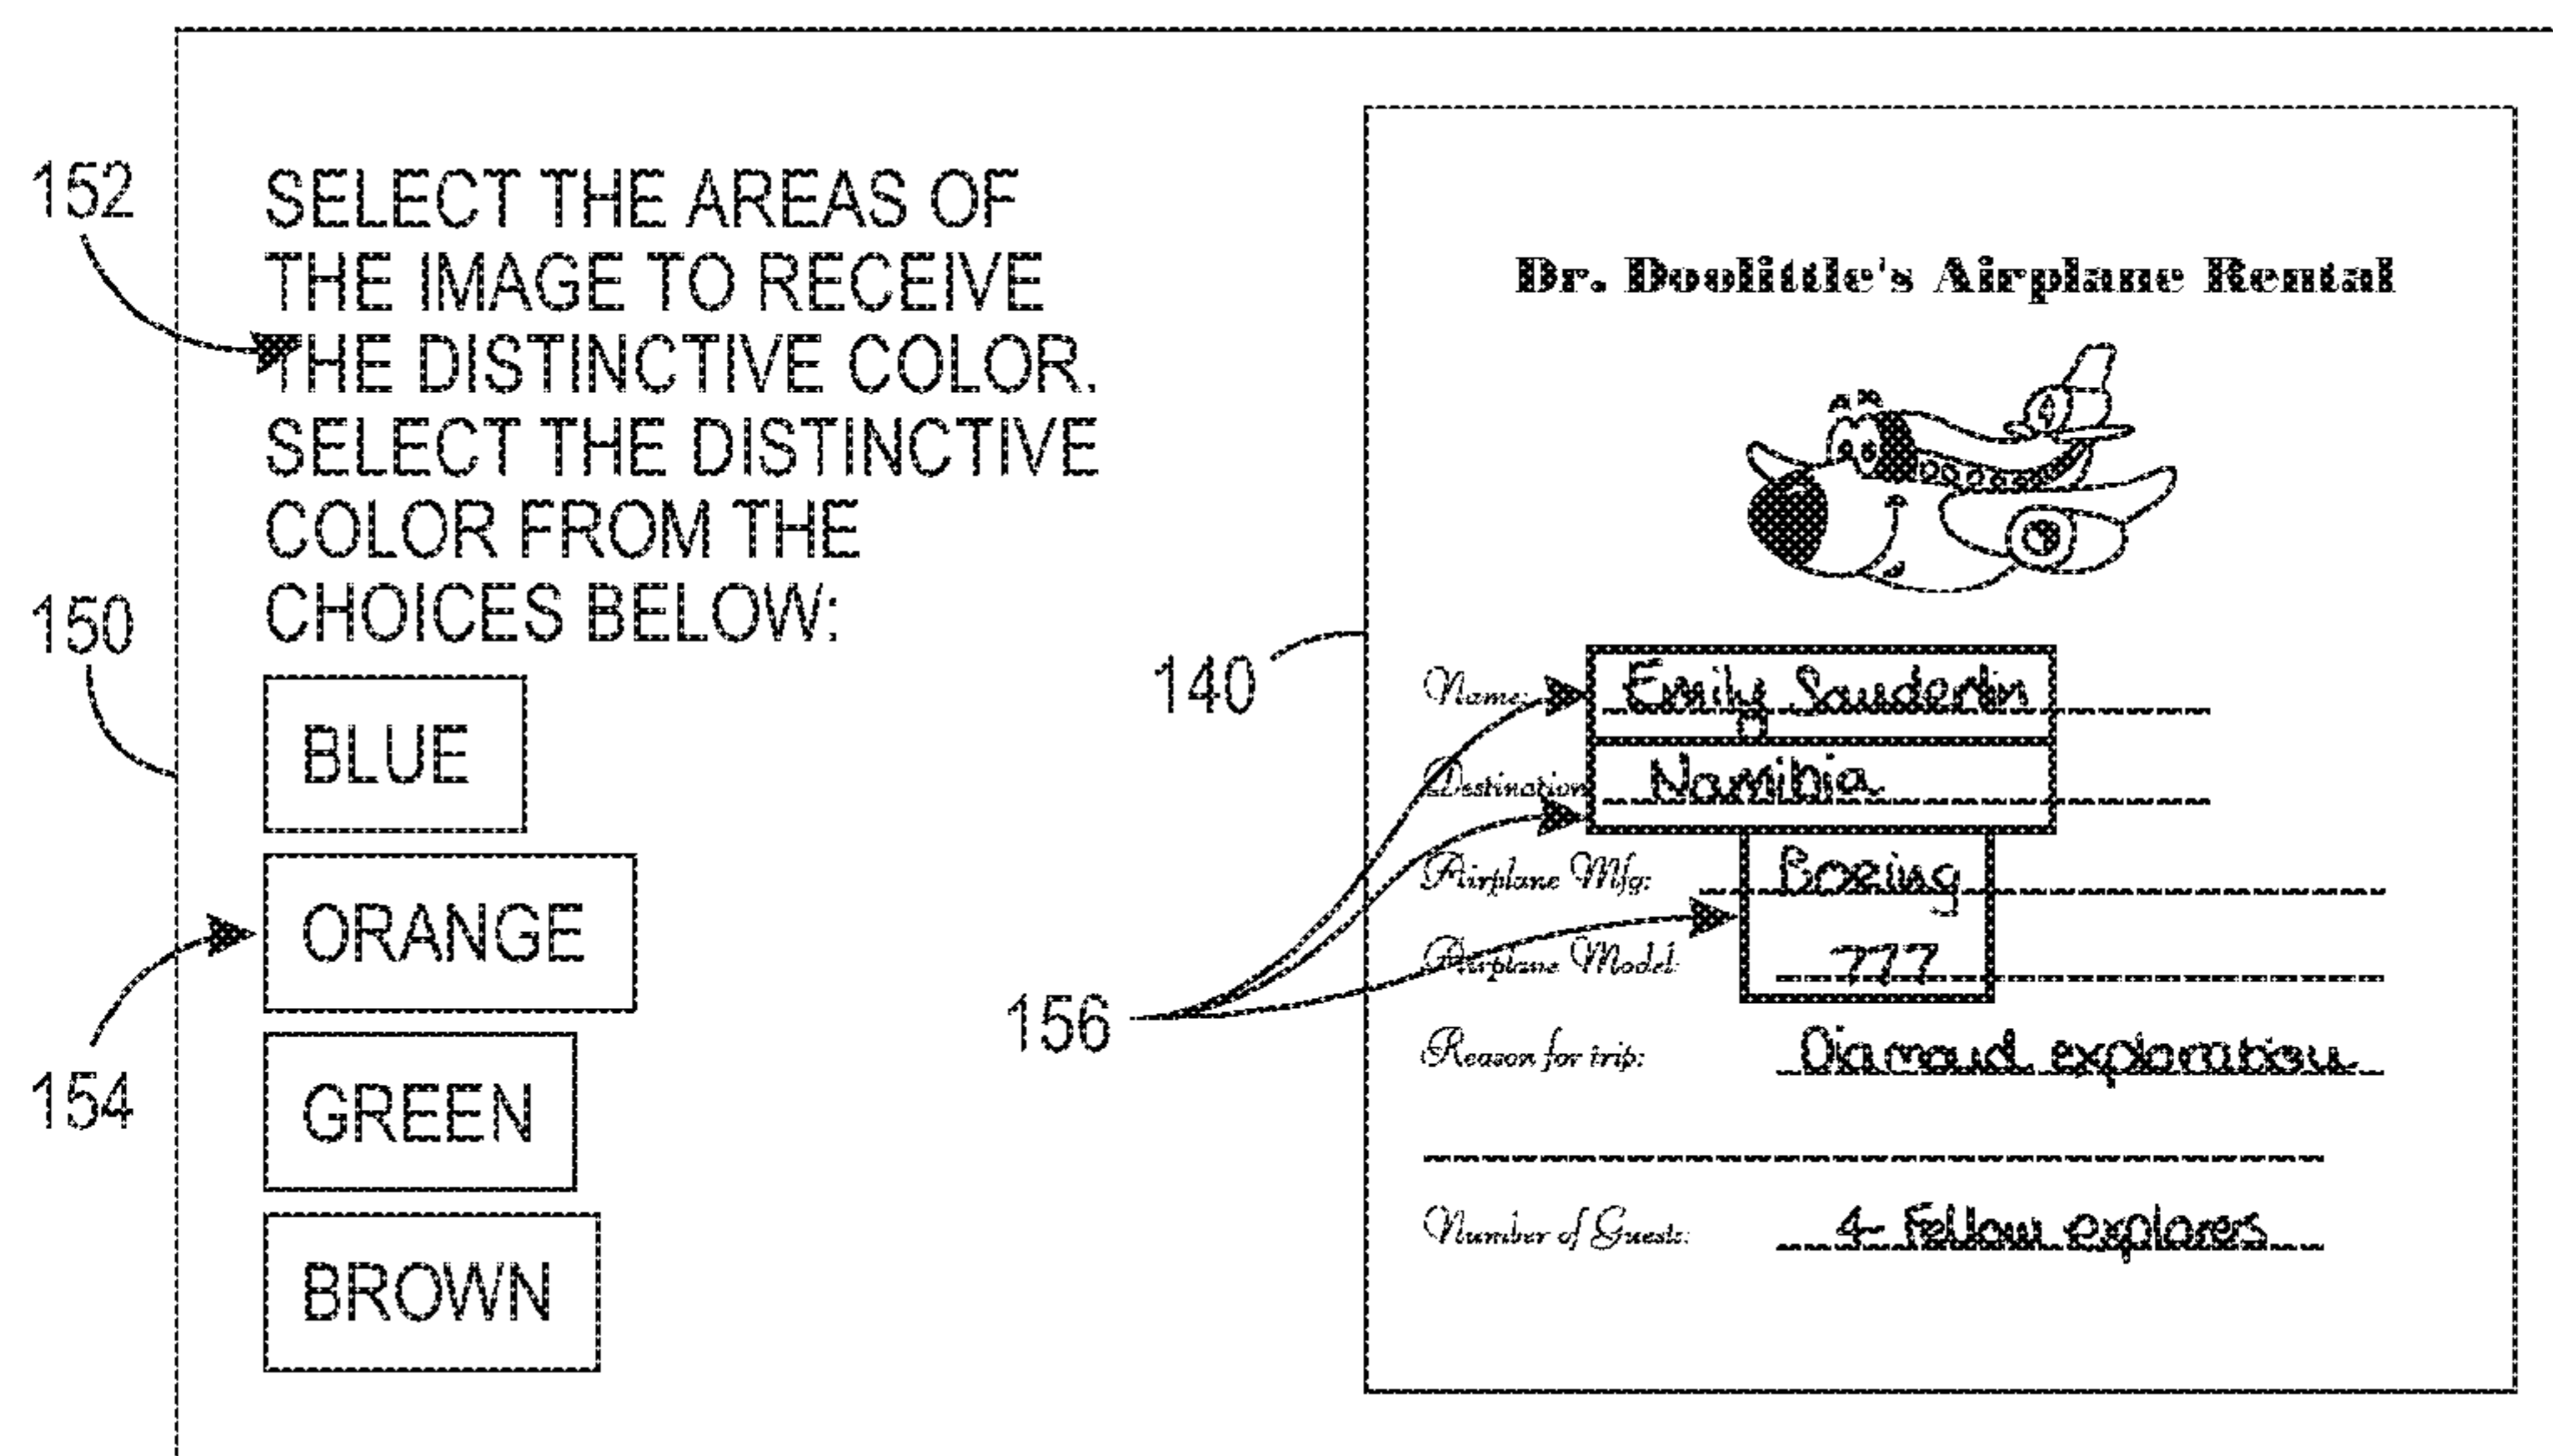 152
SELECT THE AREAS OF
THE IMAGE TO RECEIVE
THE DISTINCTIVE COLOR.
SELECT THE DISTINCTIVE
COLOR FROM THE
CHOICES BELOW:
150
BLUE
ORANGE
154
GREEN
BROWN
140
156
Dr. Doolittle's Airplane Rental
4
Name: Emily Sauderlin
Destination Namibia
Airplane Mfg: Boeing
Airplane Model: 777
Reason for trip: Diamond exploration
Number of Guests: 4- Fellow explorers